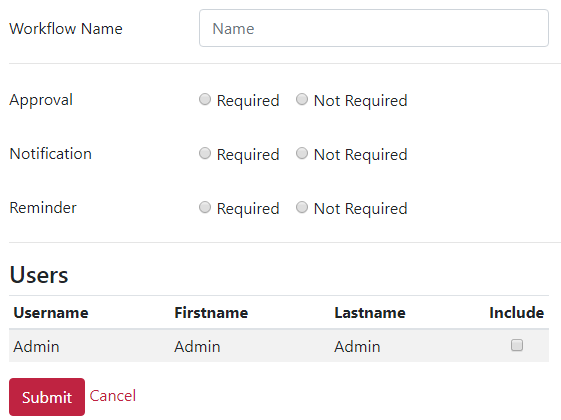 Workflow Name Name
Approval Required Not Required
Notification Required Not Required
Reminder Required Not Required
Users
Username Firstname Lastname Include
Admin Admin Admin
Submit Cancel